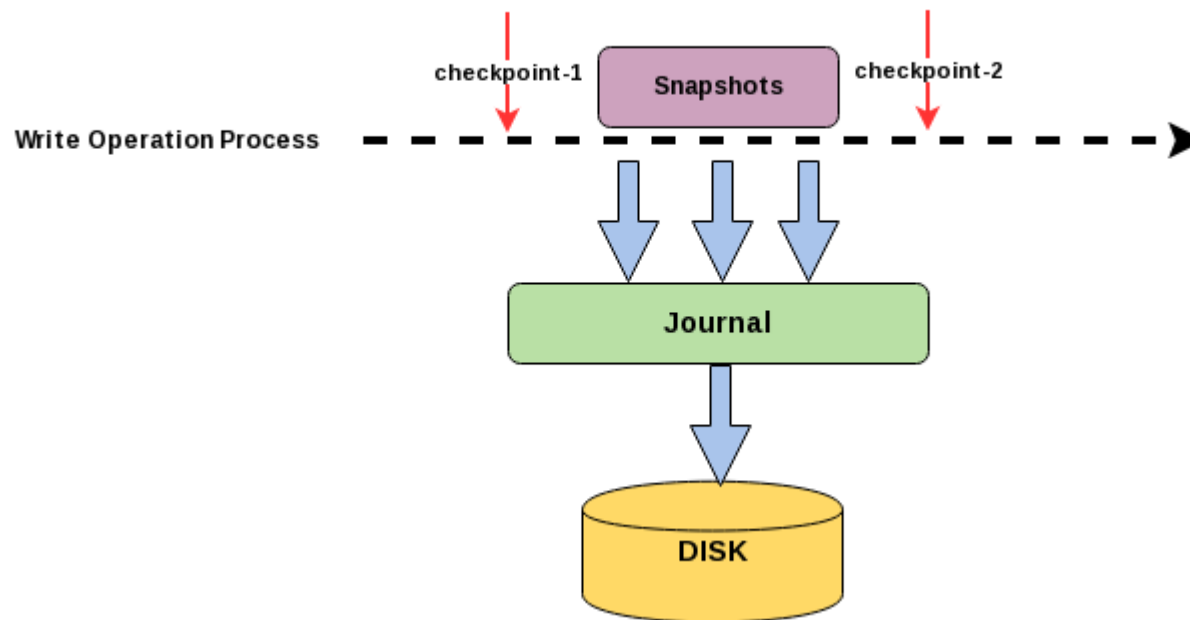 checkpoint-1
Snapshots
checkpoint-2
Write Operation Process
Journal
DISK